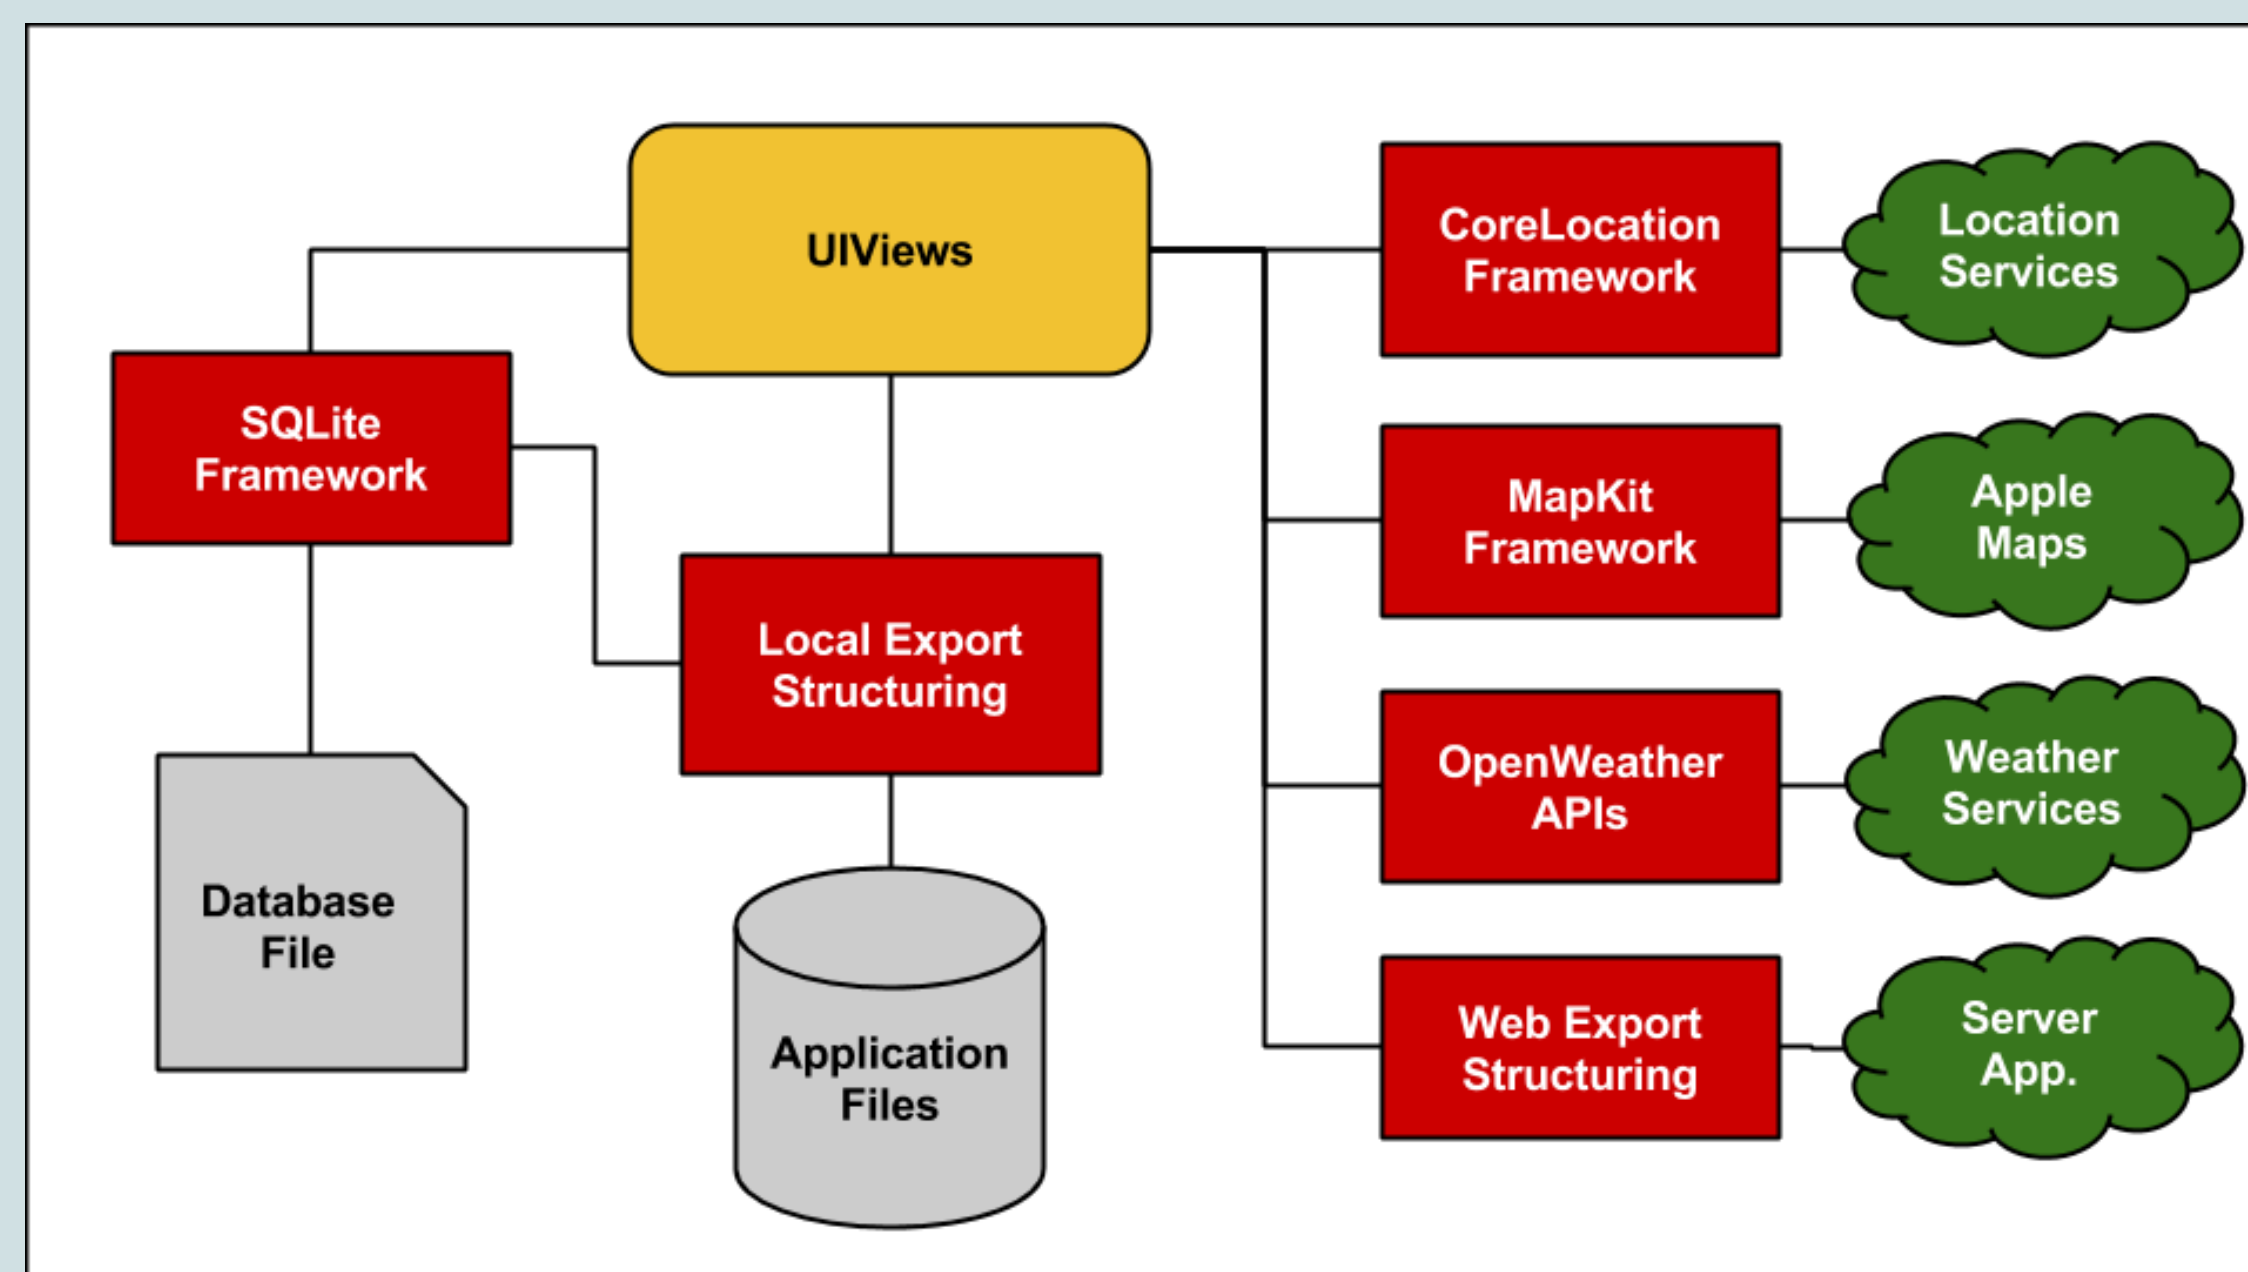 UIViews
CoreLocation
Framework
Location
Services
SQLite
Framework
MapKit
Framework
Apple
Maps
Local Export
Structuring
OpenWeather
APIs
Weather
Services
Database
File
Application
Files
Web Export
Structuring
Server
App.